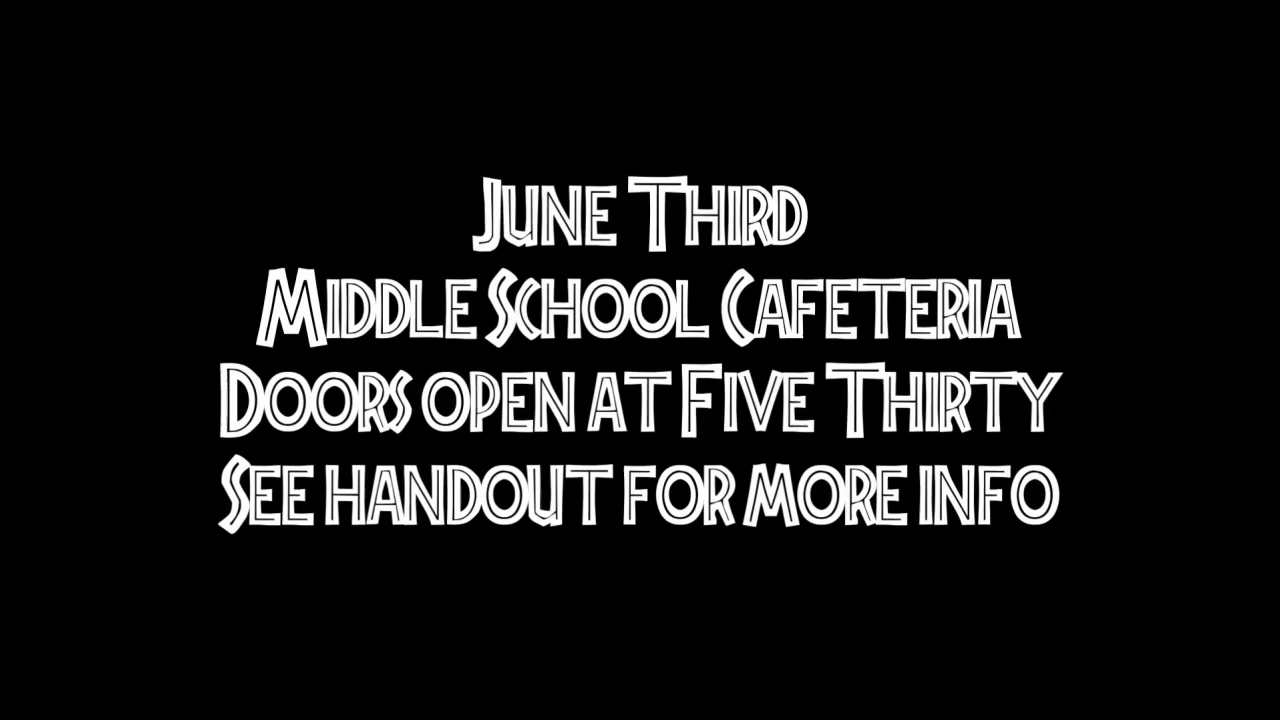 June Third
Middle School Cafeteria
Doors open at Five Thirty
See handout for more info